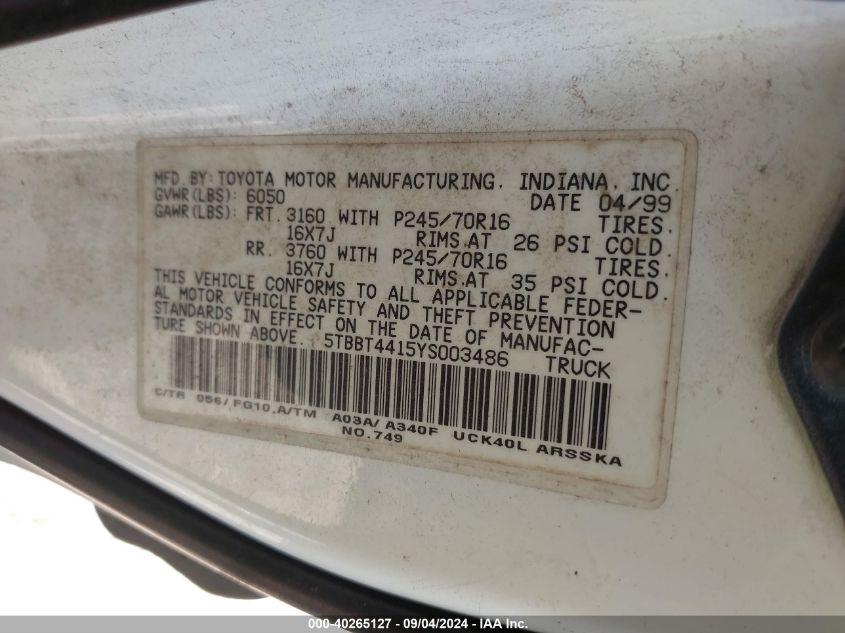 MFD. BY: TOYOTA MOTOR MANUFACTURING, INDIANA, INC.
GVWR(LBS): 6050 DATE 04/99
GAWR(LBS): FRT. 3160 WITH P245/70R16 TIRES,
16X7J RIMS.AT 26 PSI COLD.
RR. 3760 WITH P245/70R16 TIRES,
16X7J RIMS.AT 35 PSI COLD.
THIS VEHICLE CONFORMS TO ALL APPLICABLE FEDER-
AL MOTOR VEHICLE SAFETY AND THEFT PREVENTION
STANDARDS IN EFFECT ON THE DATE OF MANUFAC-
TURE SHOWN ABOVE. 5TBBT4415YS003486 TRUCK
C/TR 056/ FG10.A/TM A03A/ A340F UCK40L ARSSKA
NO.749
000-40265127 - 09/04/2024 - IAAI.COM